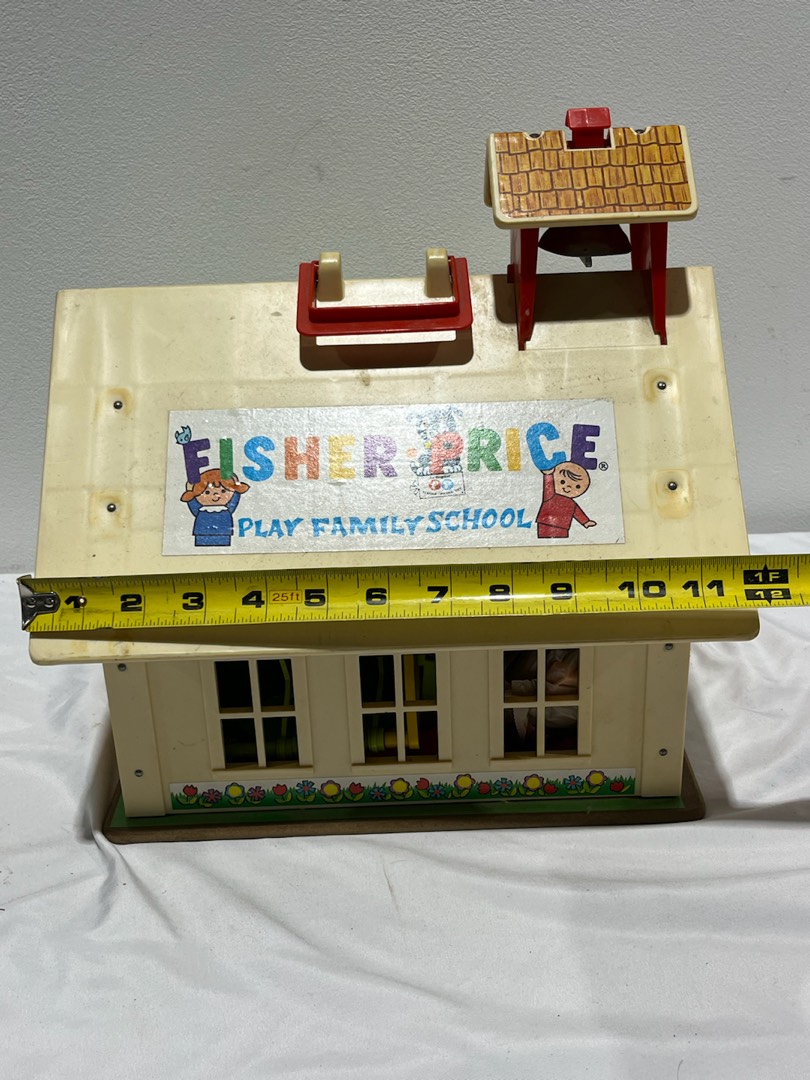 FISHER-PRICE®
PLAY FAMILY SCHOOL
1 2 3 4 25ft 5 6 7 8 9 10 11 1F
12